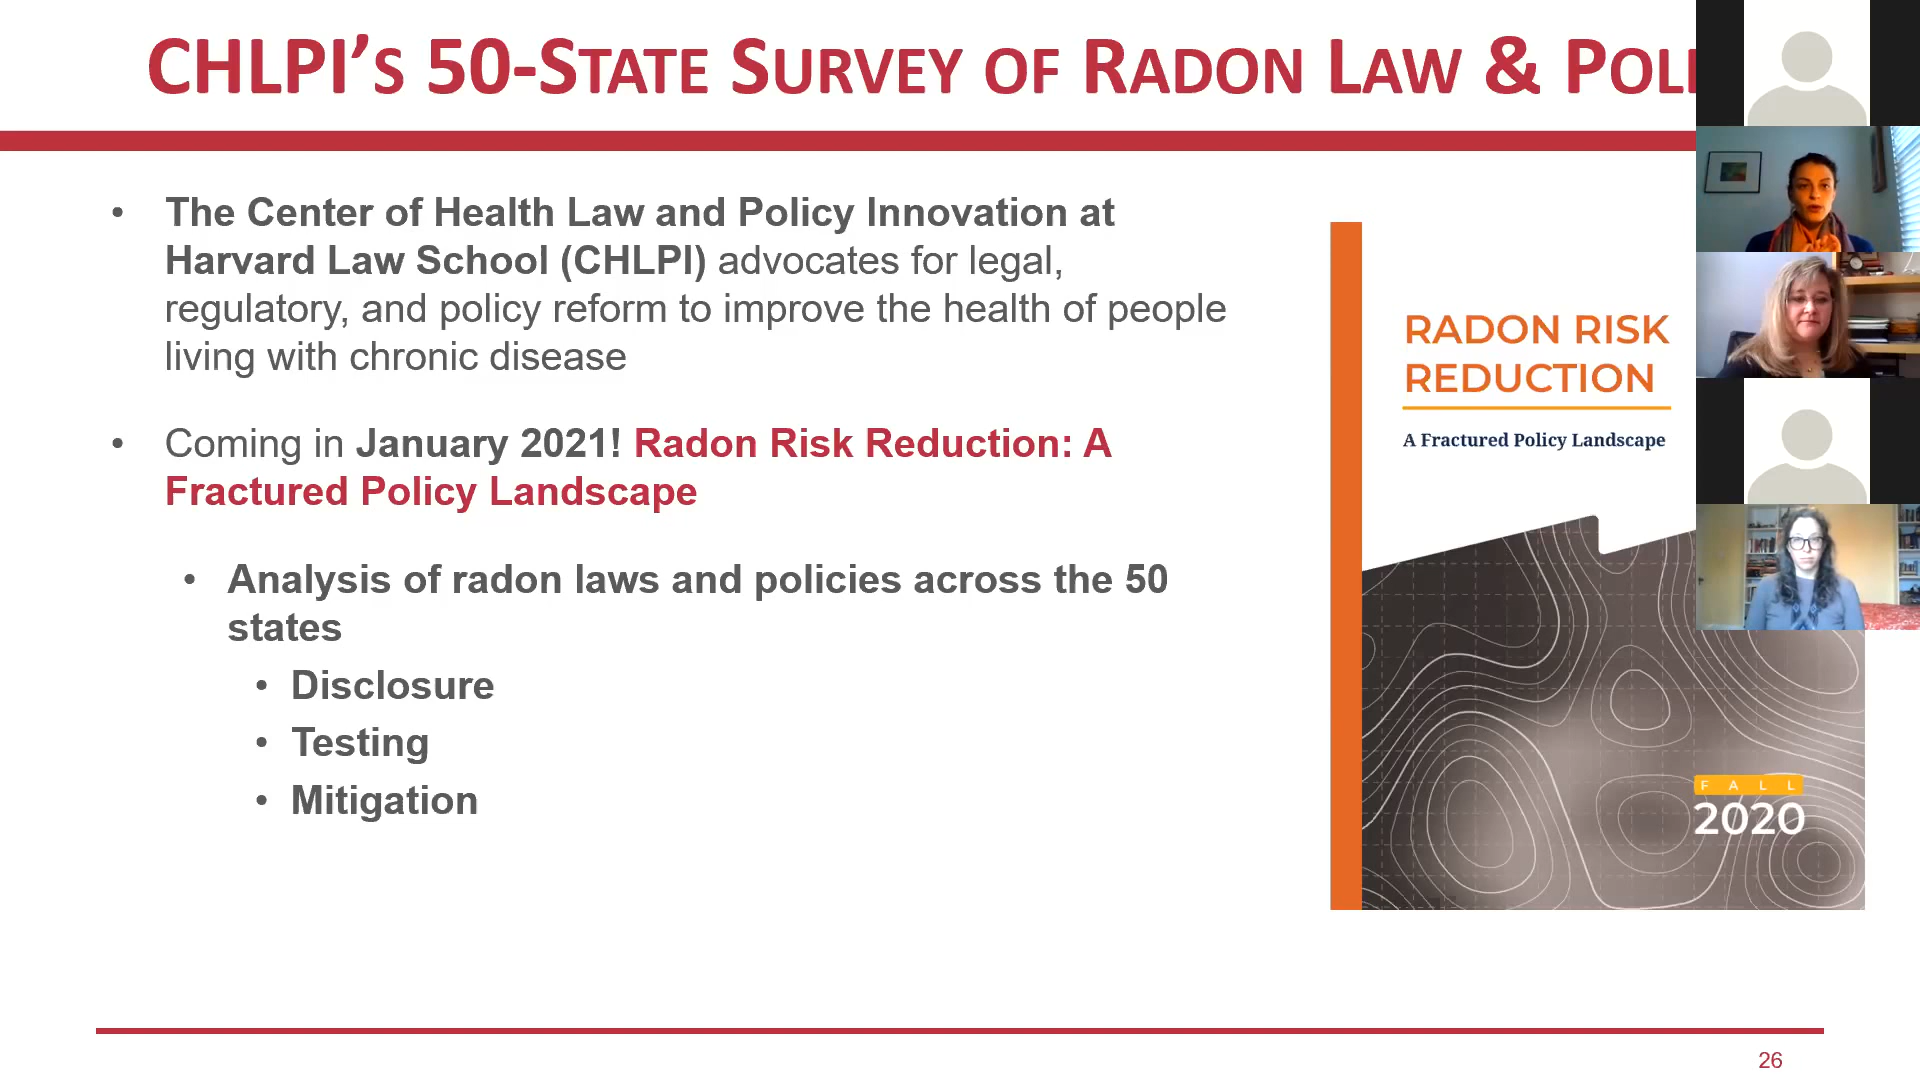 CHLPI’S 50-STATE SURVEY OF RADON LAW & POLI
• The Center of Health Law and Policy Innovation at
Harvard Law School (CHLPI) advocates for legal,
regulatory, and policy reform to improve the health of people
living with chronic disease
• Coming in January 2021! Radon Risk Reduction: A
Fractured Policy Landscape
• Analysis of radon laws and policies across the 50
states
• Disclosure
• Testing
• Mitigation
RADON RISK
REDUCTION
A Fractured Policy Landscape
FALL
2020
26